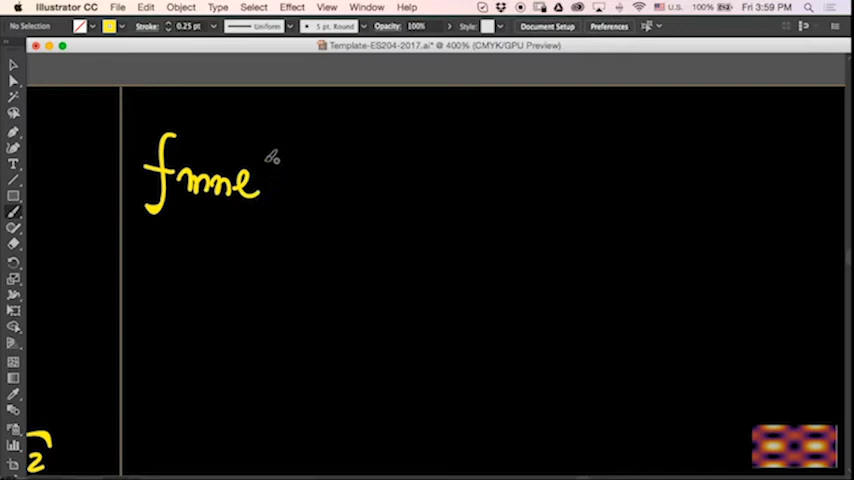 Illustrator CC File Edit Object Type Select Effect View Window Help U.S. 100% Fri 3:59 PM
No Selection Stroke: 0.25 pt Uniform 5 pt. Round Opacity: 100% Style: Document Setup Preferences
Template-ES204-2017.ai* @ 400% (CMYK/GPU Preview)
fmne
2